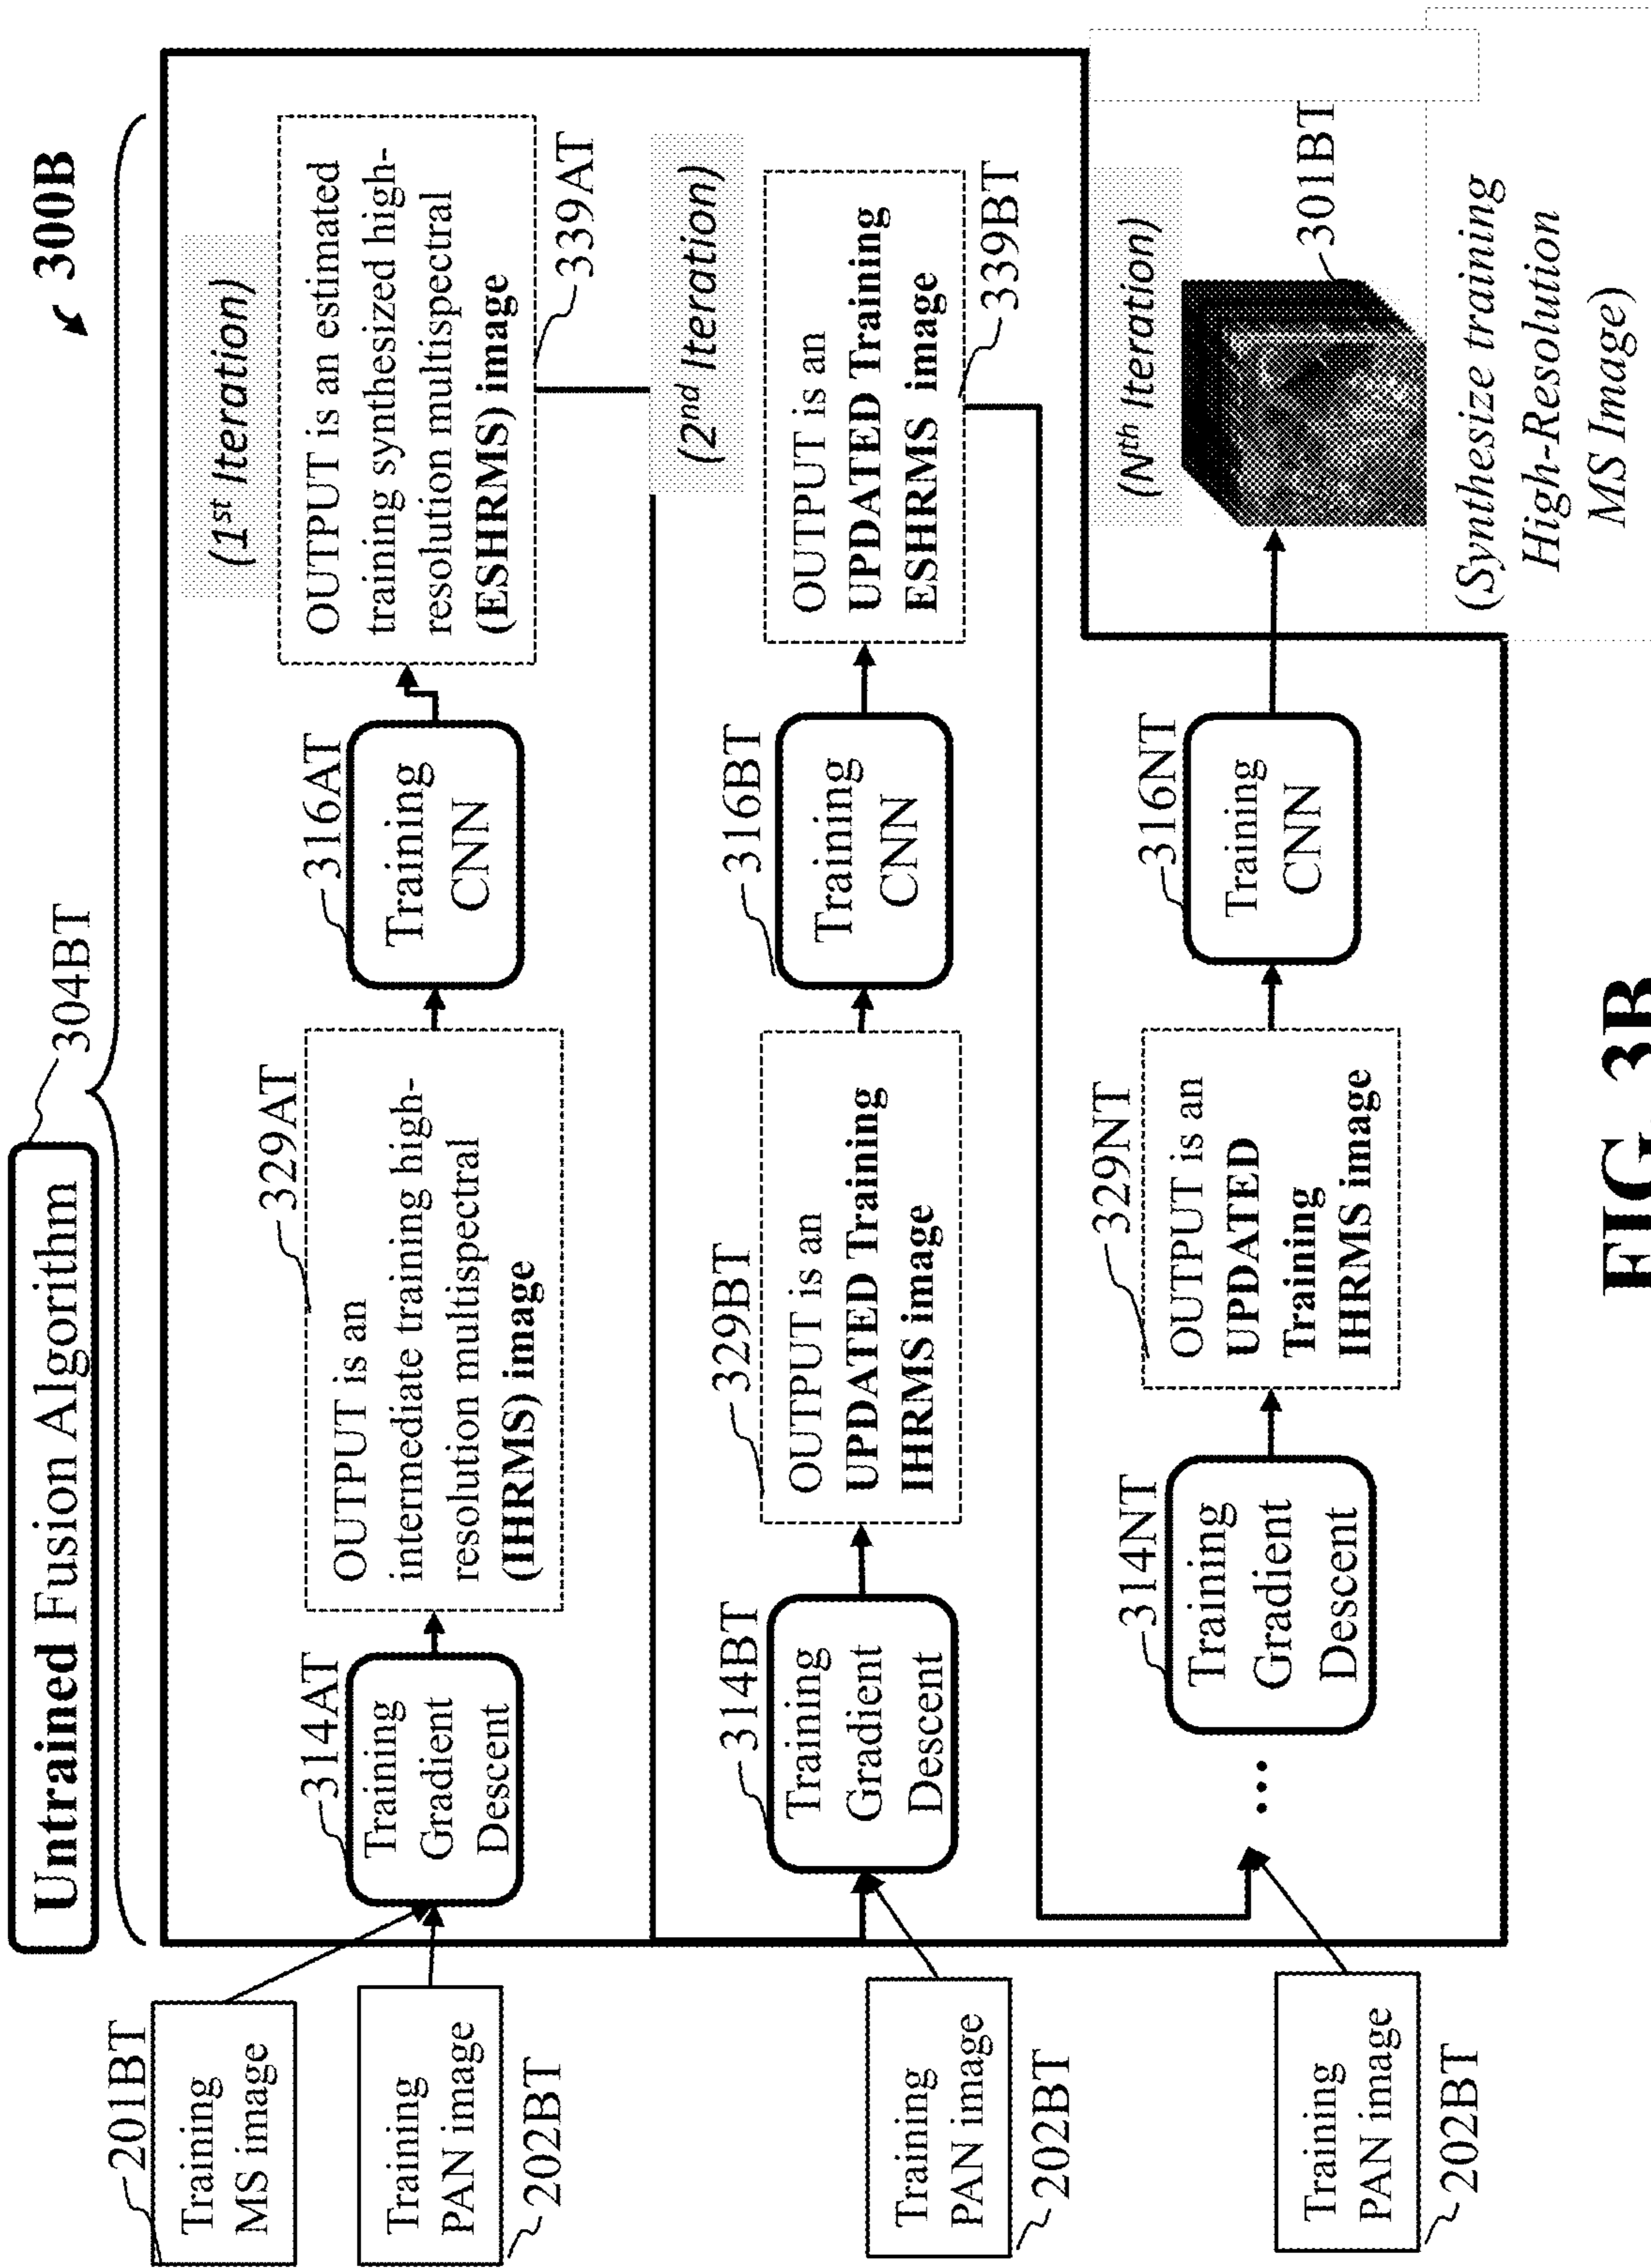 300B
Untrained Fusion Algorithm
304BT
(1st Iteration)
201BT
Training
MS image
Training
PAN image
202BT
314AT
Training
Gradient
Descent
329AT
OUTPUT is an
intermediate training high-
resolution multispectral
(IHRMS) image
316AT
Training
CNN
OUTPUT is an estimated
training synthesized high-
resolution multispectral
(ESHRMS) image
339AT
(2nd Iteration)
Training
PAN image
202BT
314BT
Training
Gradient
Descent
329BT
OUTPUT is an
UPDATED Training
IHRMS image
316BT
Training
CNN
OUTPUT is an
UPDATED Training
ESHRMS image
339BT
(Nth Iteration)
Training
PAN image
202BT
...
314NT
Training
Gradient
Descent
329NT
OUTPUT is an
UPDATED
Training
IHRMS image
316NT
Training
CNN
301BT
(Synthesize training
High-Resolution
MS Image)
FIG 3B